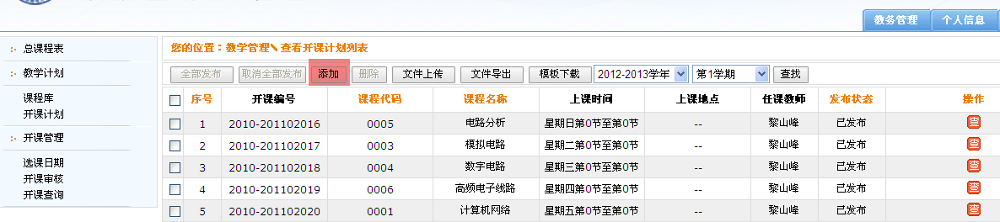 教务管理 个人信息
总课程表
教学计划
课程库
开课计划
开课管理
选课日期
开课审核
开课查询
您的位置：教学管理\查看开课计划列表
全部发布 取消全部发布 添加 删除 文件上传 文件导出 模板下载 2012-2013学年 第1学期 查找
序号 开课编号 课程代码 课程名称 上课时间 上课地点 任课教师 发布状态 操作
1 2010-201102016 0005 电路分析 星期日第0节至第0节 -- 黎山峰 已发布 查
2 2010-201102017 0003 模拟电路 星期二第0节至第0节 -- 黎山峰 已发布 查
3 2010-201102018 0004 数字电路 星期三第0节至第0节 -- 黎山峰 已发布 查
4 2010-201102019 0006 高频电子线路 星期四第0节至第0节 -- 黎山峰 已发布 查
5 2010-201102020 0001 计算机网络 星期五第0节至第0节 -- 黎山峰 已发布 查